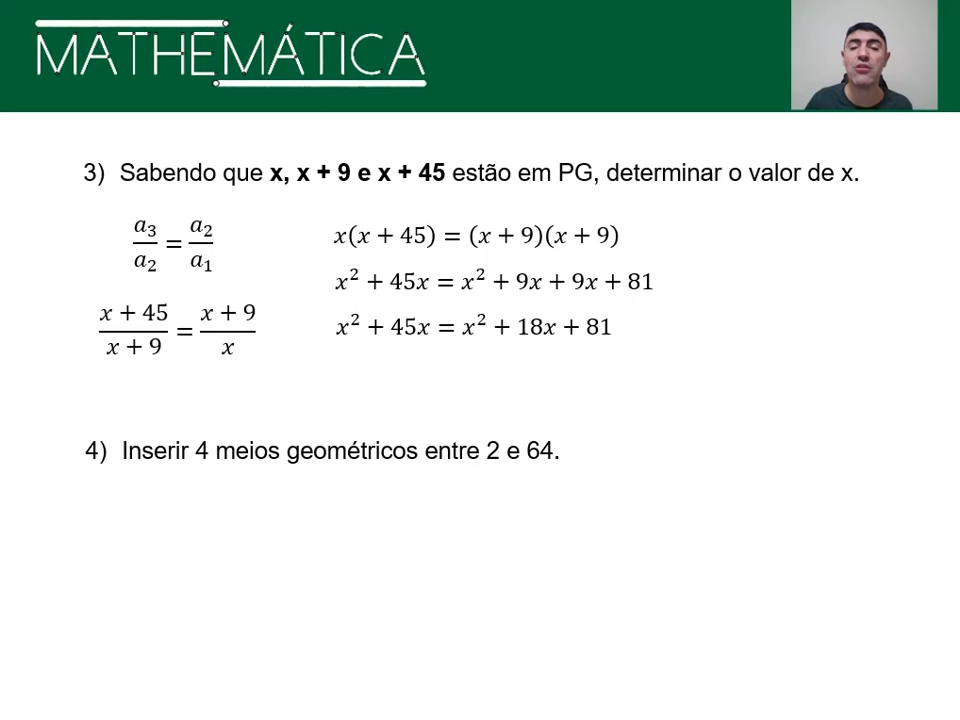 MATHEMÁTICA
3) Sabendo que x, x + 9 e x + 45 estão em PG, determinar o valor de x.
a₃/a₂ = a₂/a₁
x(x + 45) = (x + 9)(x + 9)
x² + 45x = x² + 9x + 9x + 81
(x + 45)/(x + 9) = (x + 9)/x
x² + 45x = x² + 18x + 81
4) Inserir 4 meios geométricos entre 2 e 64.